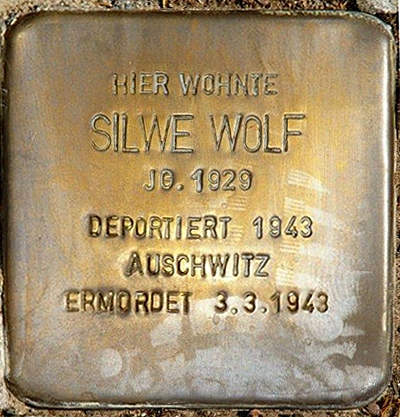 HIER WOHNTE
SILWE WOLF
JG. 1929
DEPORTIERT 1943
AUSCHWITZ
ERMORDET 3.3.1943